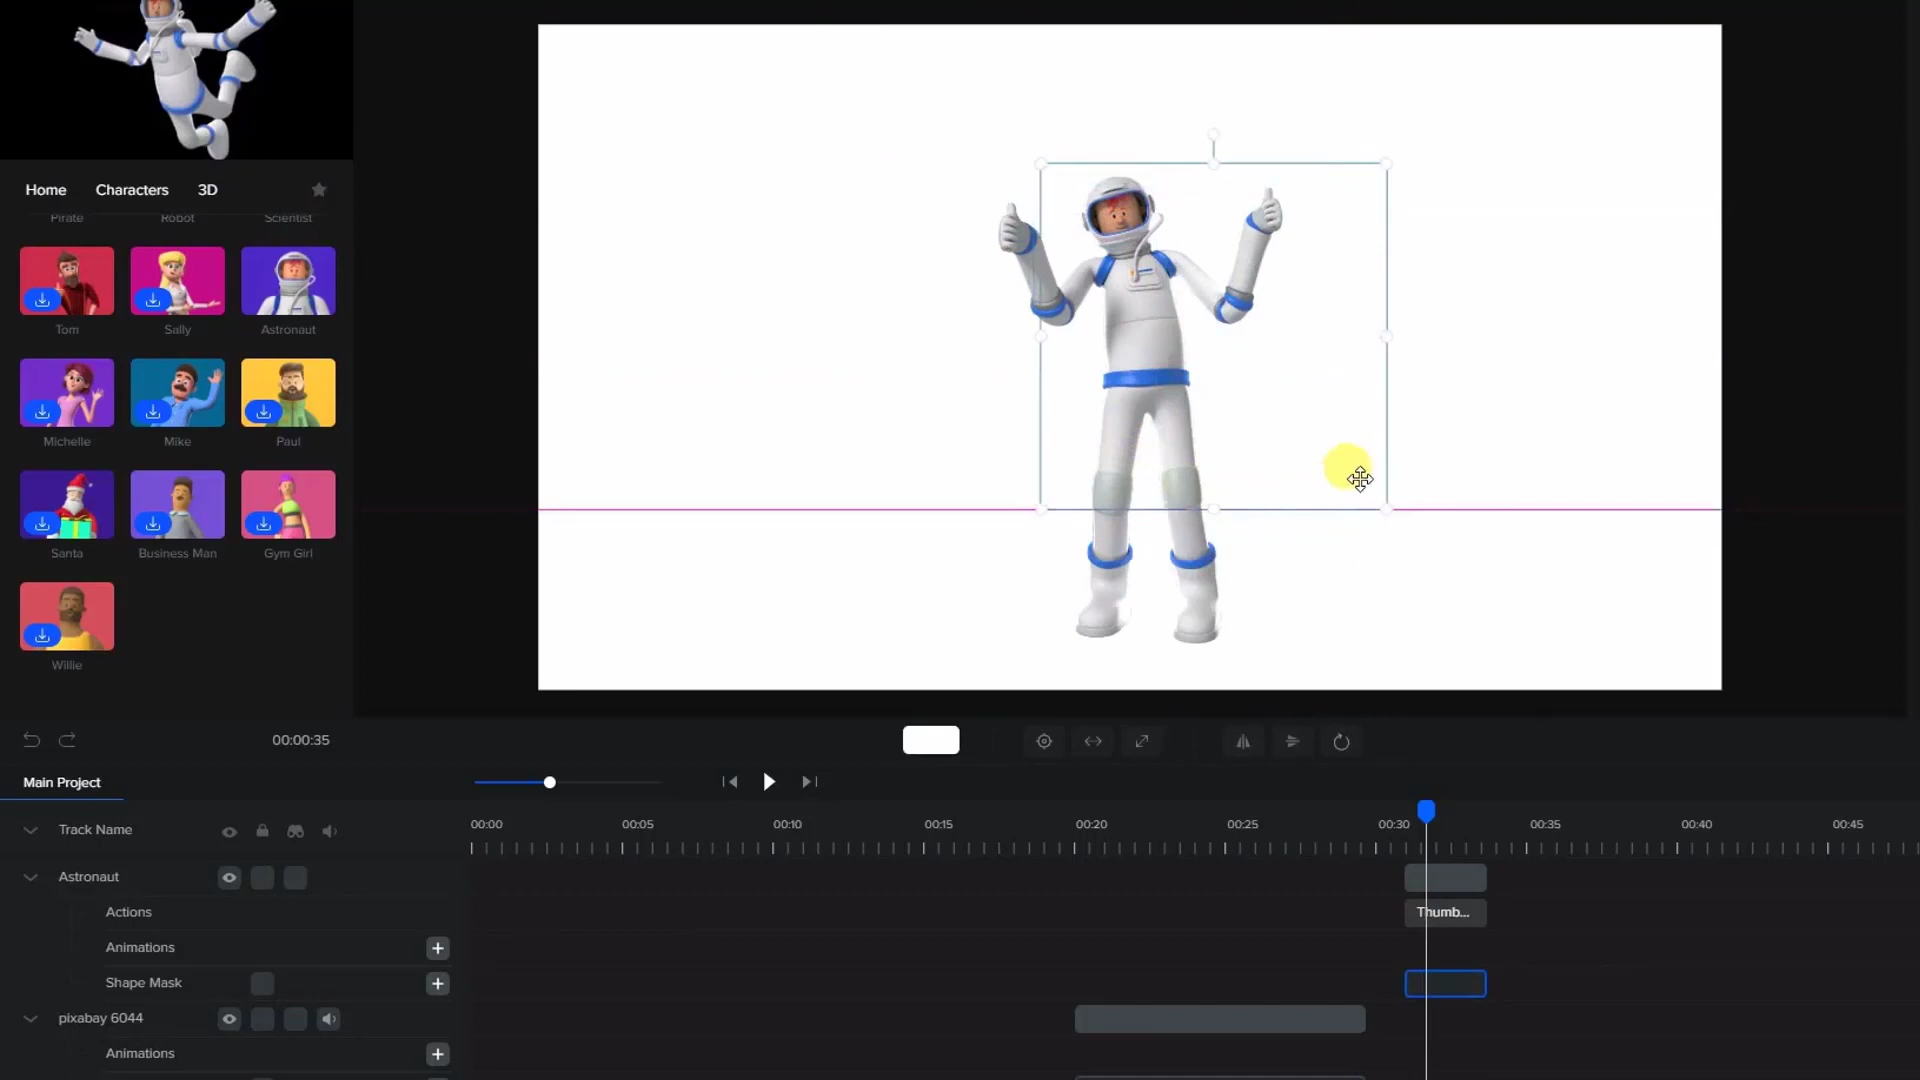 Home Characters 3D
Pirate Robot Scientist
Tom Sally Astronaut
Michelle Mike Paul
Santa Business Man Gym Girl
Willie
00:00:35
Main Project
Track Name
00:00 00:05 00:10 00:15 00:20 00:25 00:30 00:35 00:40 00:45
Astronaut
Actions Thumb...
Animations
Shape Mask
pixabay 6044
Animations